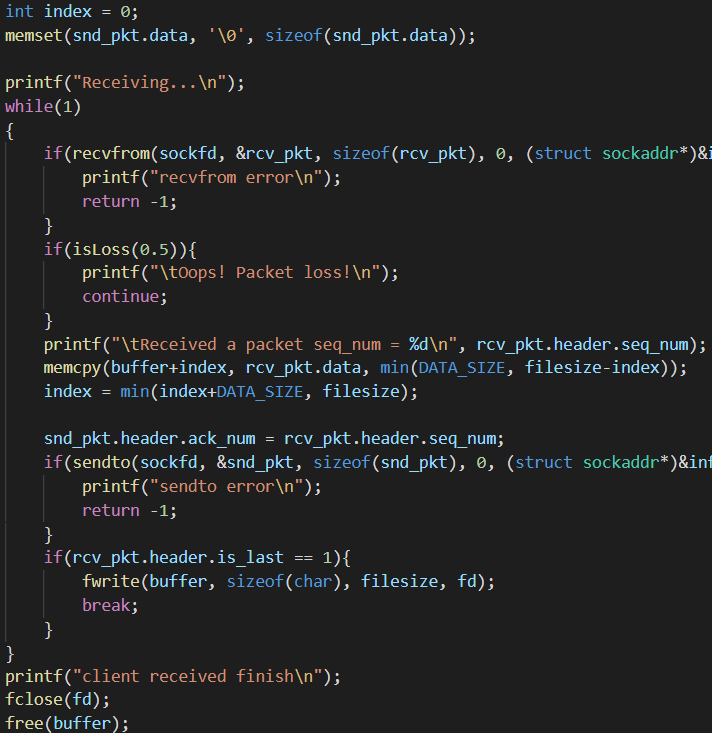 int index = 0;
memset(snd_pkt.data, '\0', sizeof(snd_pkt.data));
printf("Receiving...\n");
while(1)
{
    if(recvfrom(sockfd, &rcv_pkt, sizeof(rcv_pkt), 0, (struct sockaddr*)&i
        printf("recvfrom error\n");
        return -1;
    }
    if(isLoss(0.5)){
        printf("\tOops! Packet loss!\n");
        continue;
    }
    printf("\tReceived a packet seq_num = %d\n", rcv_pkt.header.seq_num);
    memcpy(buffer+index, rcv_pkt.data, min(DATA_SIZE, filesize-index));
    index = min(index+DATA_SIZE, filesize);
    snd_pkt.header.ack_num = rcv_pkt.header.seq_num;
    if(sendto(sockfd, &snd_pkt, sizeof(snd_pkt), 0, (struct sockaddr*)&inf
        printf("sendto error\n");
        return -1;
    }
    if(rcv_pkt.header.is_last == 1){
        fwrite(buffer, sizeof(char), filesize, fd);
        break;
    }
}
printf("client received finish\n");
fclose(fd);
free(buffer);